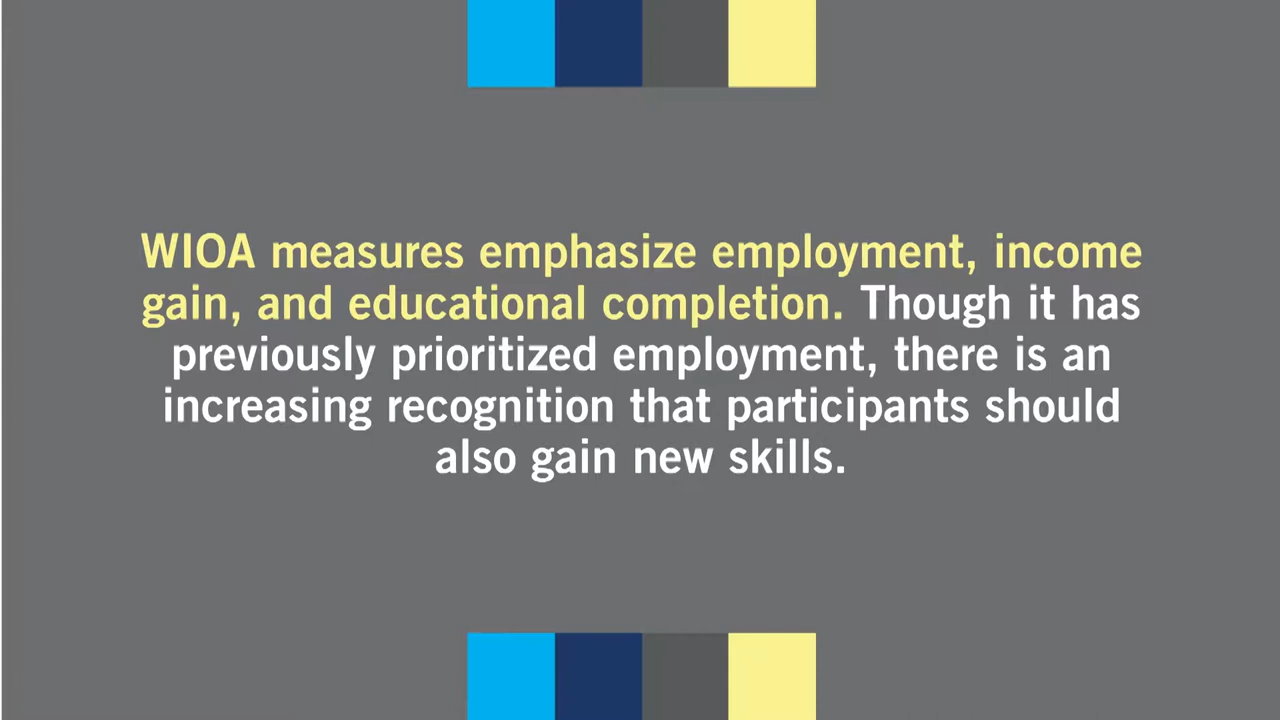 WIOA measures emphasize employment, income
gain, and educational completion. Though it has
previously prioritized employment, there is an
increasing recognition that participants should
also gain new skills.